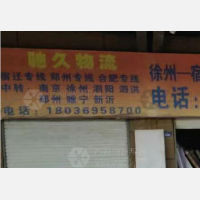 驰久物流
宿迁专线 郑州专线 合肥专线
中转：南京 徐州 泗阳 泗洪
邳州 睢宁 新沂
电话：18036958700
徐州—宿
电话：